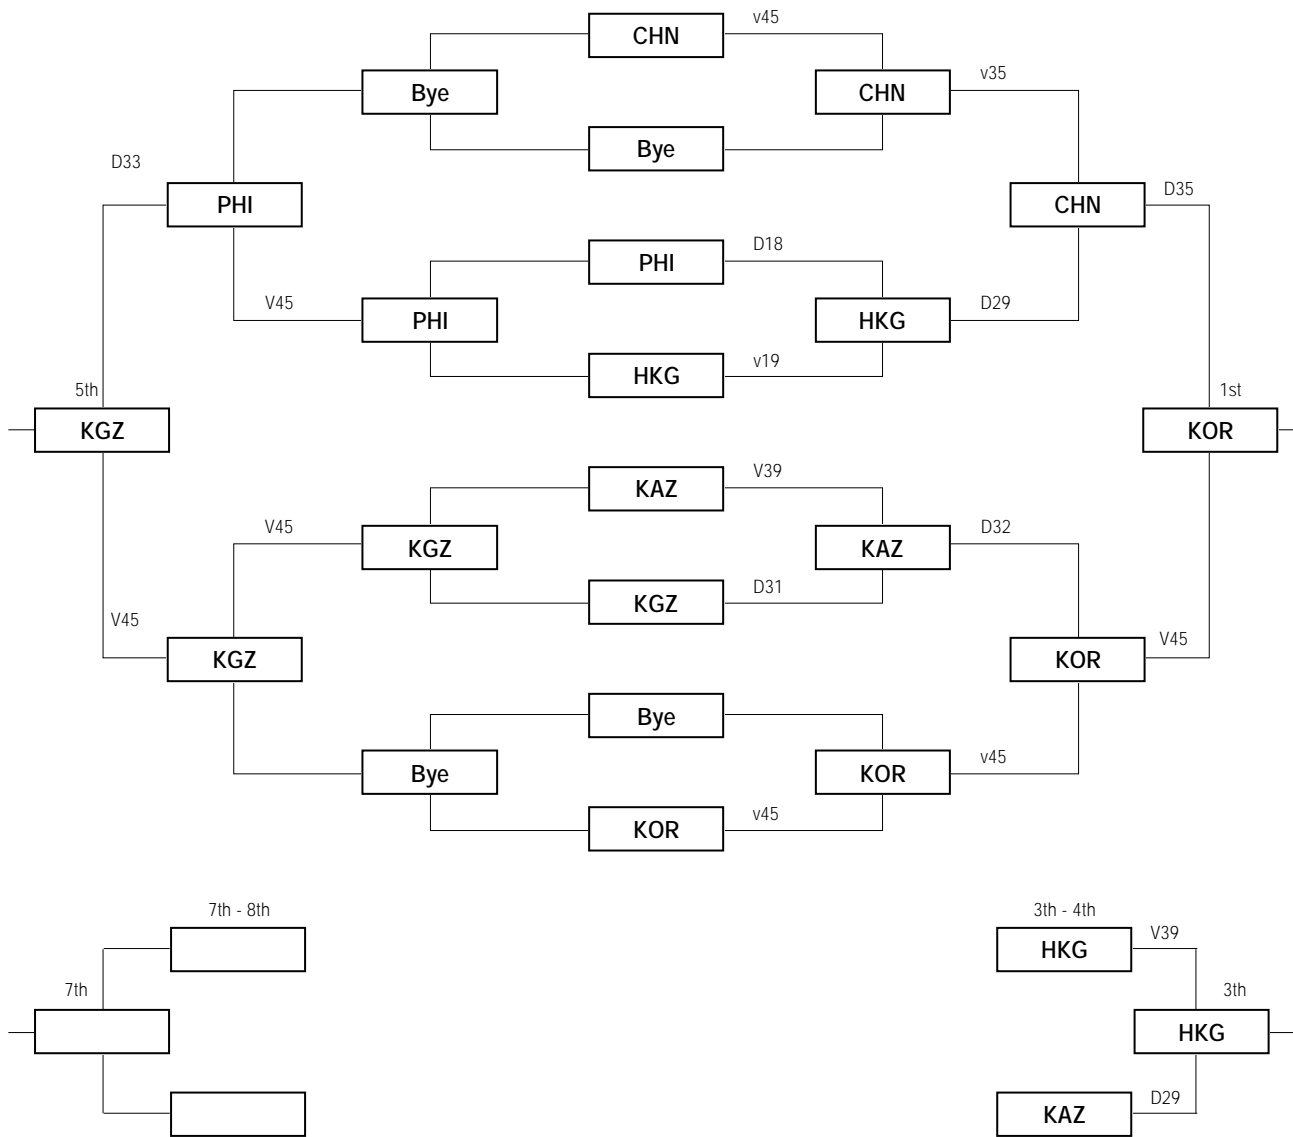 CHN
v45
Bye
CHN
v35
Bye
D33
PHI
CHN
D35
PHI
D18
V45
PHI
HKG
D29
HKG
v19
5th
1st
KGZ
KOR
KAZ
V39
V45
KGZ
KAZ
D32
KGZ
D31
V45
KGZ
KOR
V45
Bye
Bye
KOR
v45
KOR
v45
7th - 8th
3th - 4th
HKG
V39
7th
3th
HKG
KAZ
D29